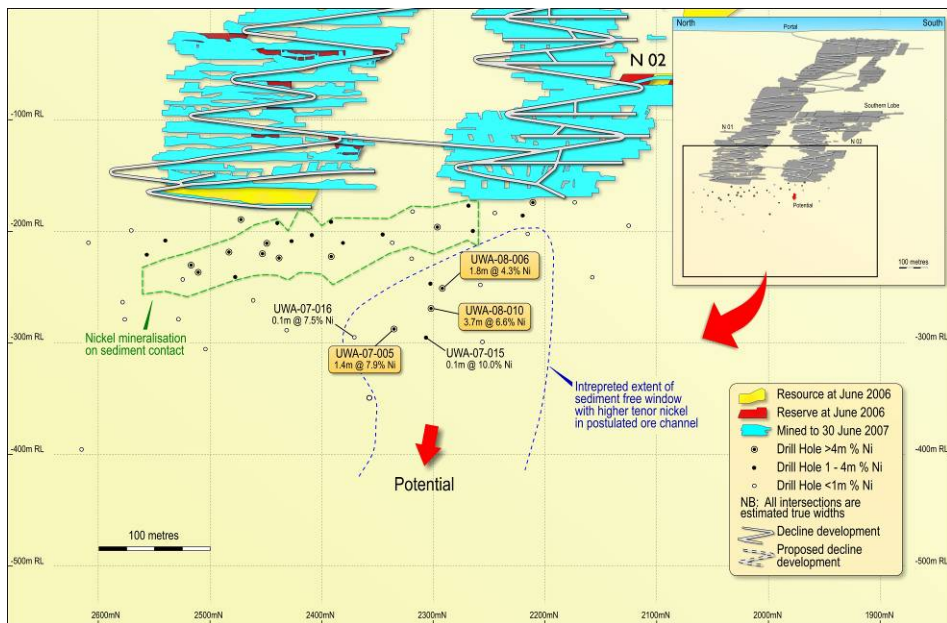 North
South
Portal
Southern Lobe
N 01
N 02
Potential
100 metres
N 02
-100m RL
-200m RL
-300m RL
-400m RL
-500m RL
-300m RL
-400m RL
-500m RL
UWA-08-006
1.8m @ 4.3% Ni
UWA-07-016
0.1m @ 7.5% Ni
UWA-08-010
3.7m @ 6.6% Ni
UWA-07-005
1.4m @ 7.9% Ni
UWA-07-015
0.1m @ 10.0% Ni
Nickel mineralisation
on sediment contact
Intrepreted extent of
sediment free window
with higher tenor nickel
in postulated ore channel
Potential
100 metres
Resource at June 2006
Reserve at June 2006
Mined to 30 June 2007
Drill Hole >4m % Ni
Drill Hole 1 - 4m % Ni
Drill Hole <1m % Ni
NB; All intersections are
estimated true widths
Decline development
Proposed decline
development
2600mN
2500mN
2400mN
2300mN
2200mN
2100mN
2000mN
1900mN